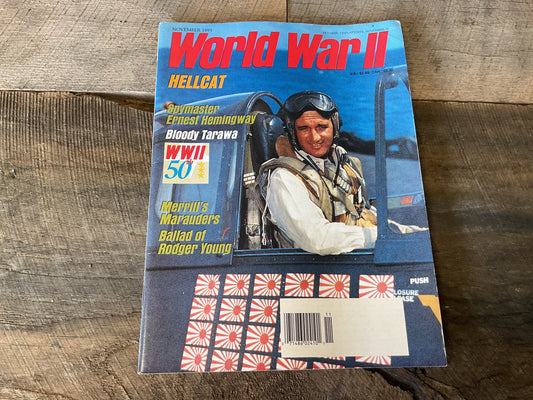 NOVEMBER 1993
World War II
HELLCAT
Spymaster
Ernest Hemingway
Bloody Tarawa
WWII
50
Merrill's
Marauders
Ballad of
Rodger Young
PUSH
11